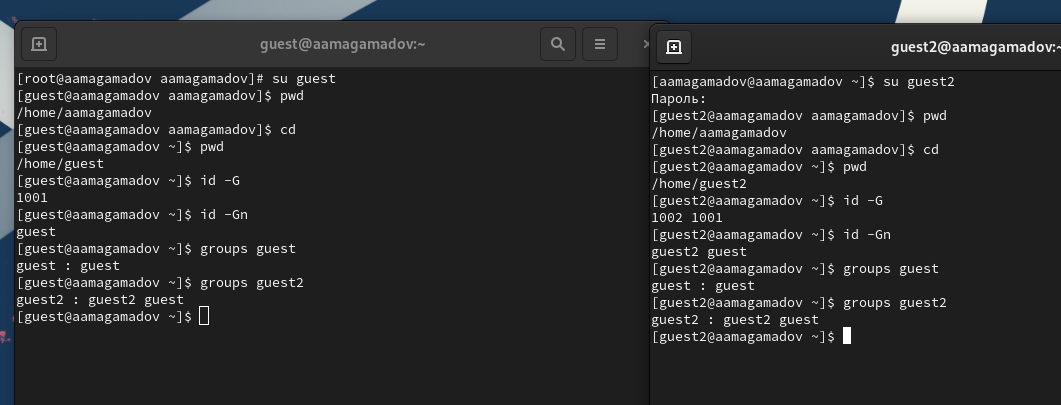 guest@aamagamadov:~
[root@aamagamadov aamagamadov]# su guest
[guest@aamagamadov aamagamadov]$ pwd
/home/aamagamadov
[guest@aamagamadov aamagamadov]$ cd
[guest@aamagamadov ~]$ pwd
/home/guest
[guest@aamagamadov ~]$ id -G
1001
[guest@aamagamadov ~]$ id -Gn
guest
[guest@aamagamadov ~]$ groups guest
guest : guest
[guest@aamagamadov ~]$ groups guest2
guest2 : guest2 guest
[guest@aamagamadov ~]$
guest2@aamagamadov:~
[aamagamadov@aamagamadov ~]$ su guest2
Пароль:
[guest2@aamagamadov aamagamadov]$ pwd
/home/aamagamadov
[guest2@aamagamadov aamagamadov]$ cd
[guest2@aamagamadov ~]$ pwd
/home/guest2
[guest2@aamagamadov ~]$ id -G
1002 1001
[guest2@aamagamadov ~]$ id -Gn
guest2 guest
[guest2@aamagamadov ~]$ groups guest
guest : guest
[guest2@aamagamadov ~]$ groups guest2
guest2 : guest2 guest
[guest2@aamagamadov ~]$